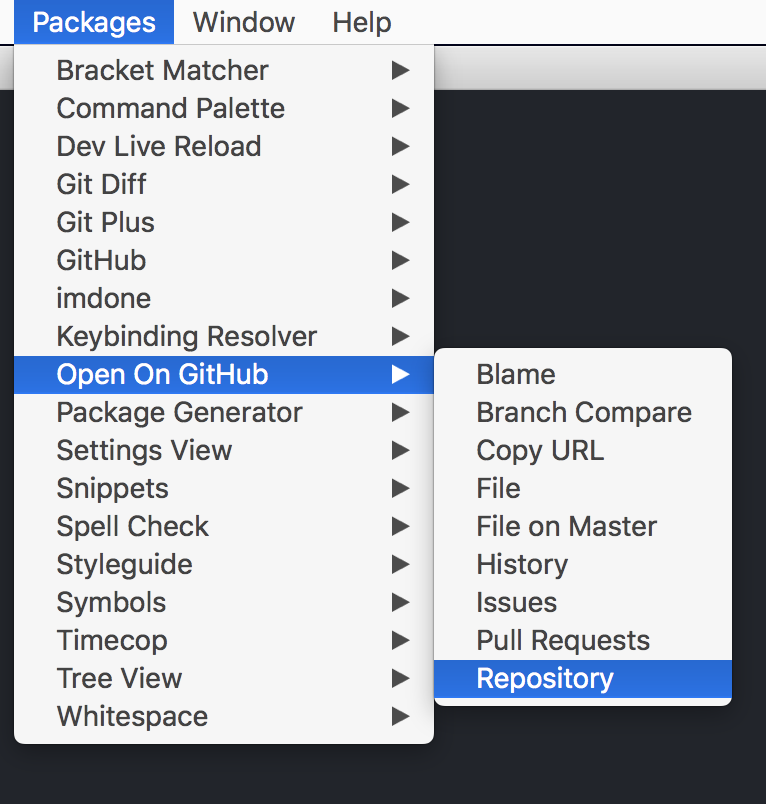 Packages Window Help
Bracket Matcher
Command Palette
Dev Live Reload
Git Diff
Git Plus
GitHub
imdone
Keybinding Resolver
Open On GitHub
Package Generator
Settings View
Snippets
Spell Check
Styleguide
Symbols
Timecop
Tree View
Whitespace
Blame
Branch Compare
Copy URL
File
File on Master
History
Issues
Pull Requests
Repository